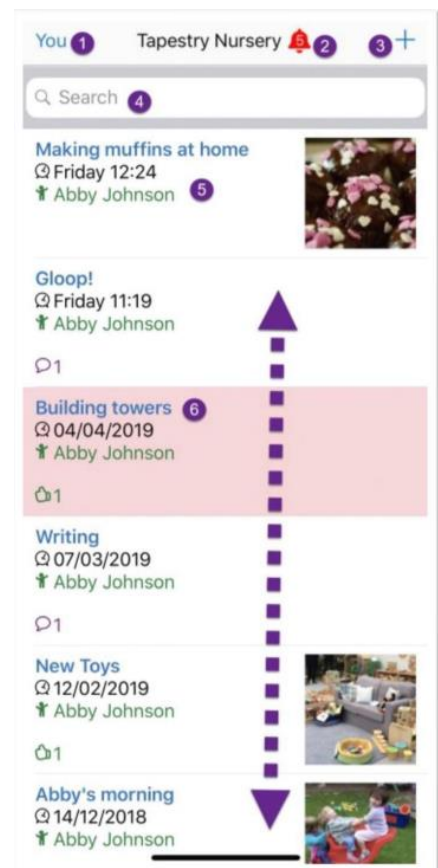 You 1 Tapestry Nursery 5 2 3 +
Search 4
Making muffins at home
Friday 12:24
Abby Johnson 5
Gloop!
Friday 11:19
Abby Johnson
1
Building towers 6
04/04/2019
Abby Johnson
1
Writing
07/03/2019
Abby Johnson
1
New Toys
12/02/2019
Abby Johnson
1
Abby's morning
14/12/2018
Abby Johnson